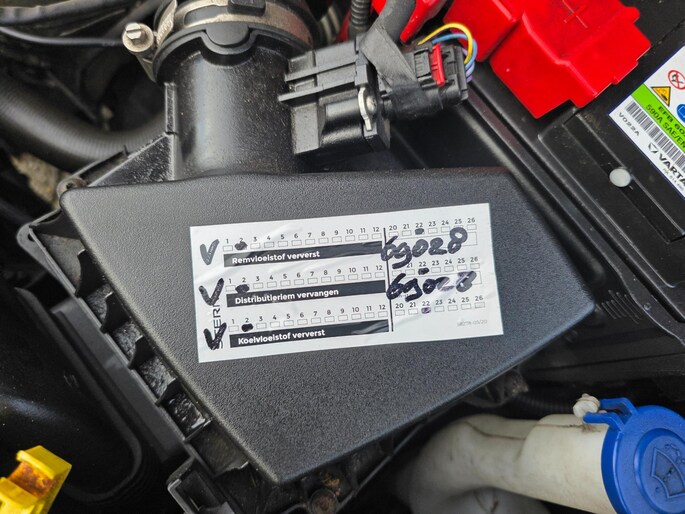 1 2 3 4 5 6 7 8 9 10 11 12 20 21 22 23 24 25 26
Remvloeistof ververst 69028
1 2 3 4 5 6 7 8 9 10 11 12 20 21 22 23 24 25 26
Distributieriem vervangen 69028
1 2 3 4 5 6 7 8 9 10 11 12 20 21 22 23 24 25 26
Koelvloeistof ververst
VARTA